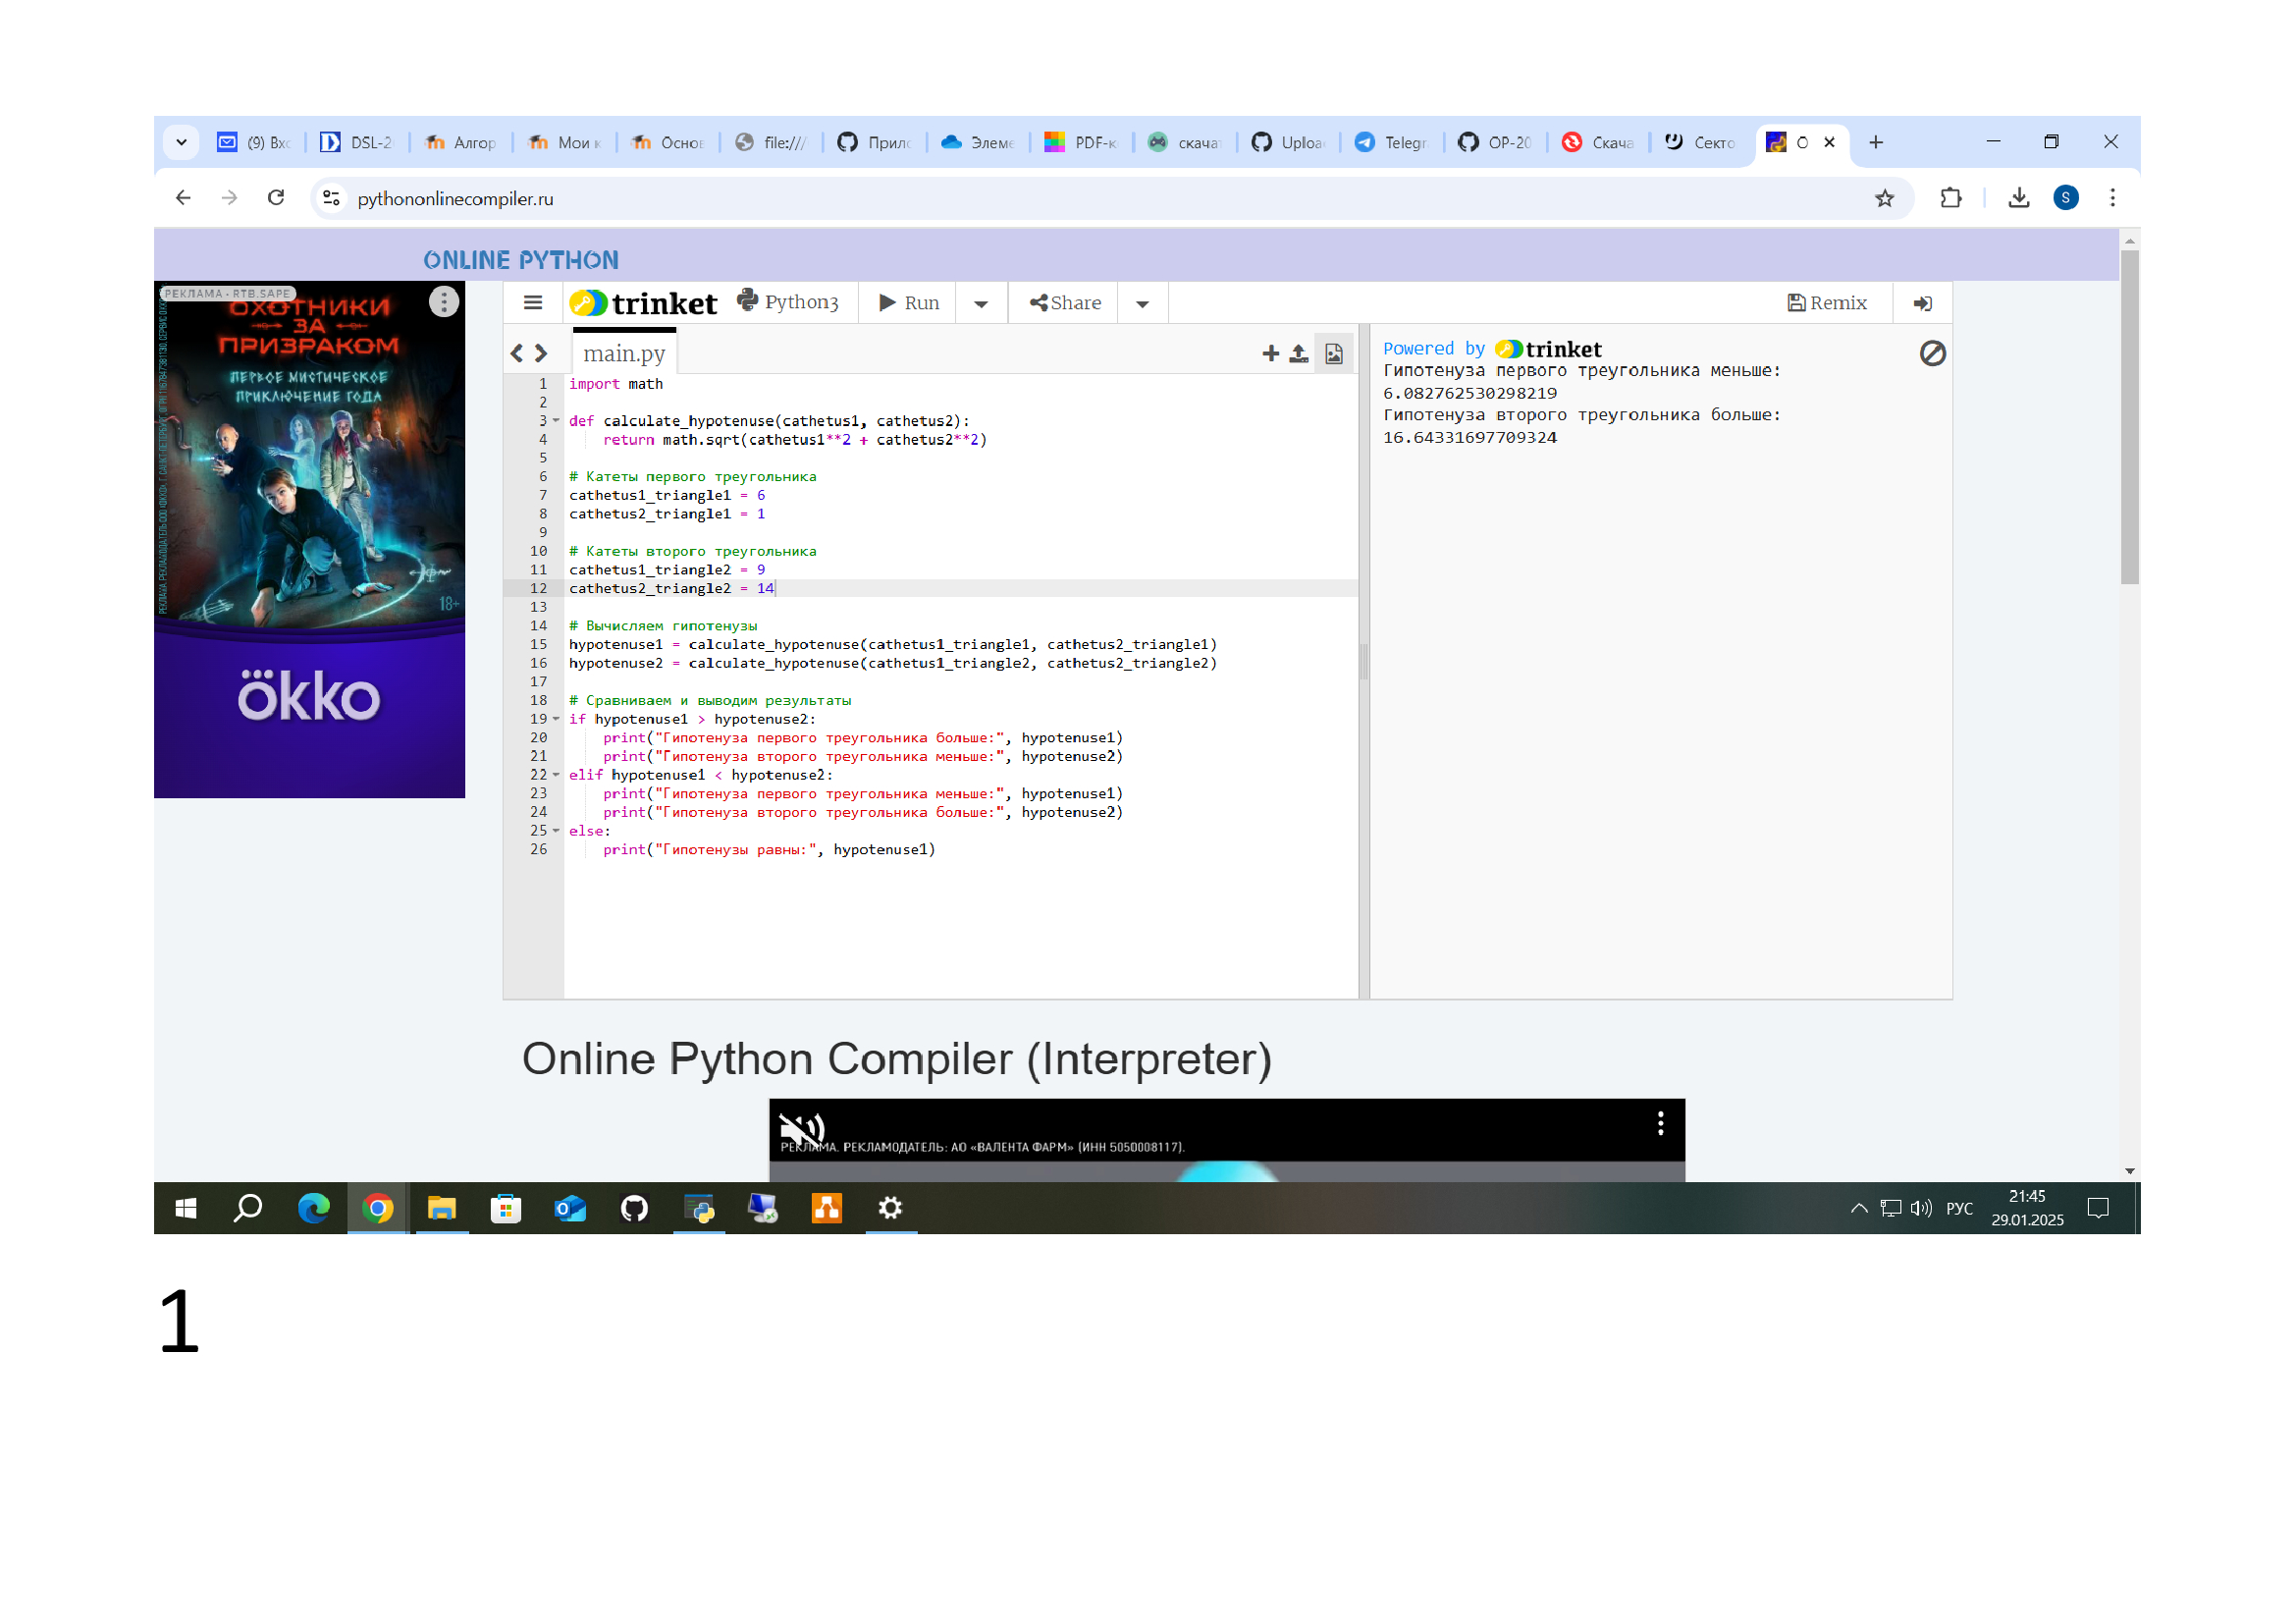 (9) Вх
DSL-2
Алгор
Мои к
Основ
file:///
Прило
Элеме
PDF-к
скачат
Uploa
Telegr
OP-20
Скача
Секто
O
pythononlinecompiler.ru
S
ONLINE PYTHON
РЕКЛАМА • RTB.SAPE
ОХОТНИКИ
ЗА
ПРИЗРАКОМ
ПЕРВОЕ МИСТИЧЕСКОЕ
ПРИКЛЮЧЕНИЕ ГОДА
18+
ökko
trinket
Python3
Run
Share
Remix
main.py
1 import math
2
3 def calculate_hypotenuse(cathetus1, cathetus2):
4 return math.sqrt(cathetus1**2 + cathetus2**2)
5
6 # Катеты первого треугольника
7 cathetus1_triangle1 = 6
8 cathetus2_triangle1 = 1
9
10 # Катеты второго треугольника
11 cathetus1_triangle2 = 9
12 cathetus2_triangle2 = 14
13
14 # Вычисляем гипотенузы
15 hypotenuse1 = calculate_hypotenuse(cathetus1_triangle1, cathetus2_triangle1)
16 hypotenuse2 = calculate_hypotenuse(cathetus1_triangle2, cathetus2_triangle2)
17
18 # Сравниваем и выводим результаты
19 if hypotenuse1 > hypotenuse2:
20 print("Гипотенуза первого треугольника больше:", hypotenuse1)
21 print("Гипотенуза второго треугольника меньше:", hypotenuse2)
22 elif hypotenuse1 < hypotenuse2:
23 print("Гипотенуза первого треугольника меньше:", hypotenuse1)
24 print("Гипотенуза второго треугольника больше:", hypotenuse2)
25 else:
26 print("Гипотенузы равны:", hypotenuse1)
Powered by trinket
Гипотенуза первого треугольника меньше:
6.082762530298219
Гипотенуза второго треугольника больше:
16.64331697709324
Online Python Compiler (Interpreter)
РЕКЛАМА. РЕКЛАМОДАТЕЛЬ: АО «ВАЛЕНТА ФАРМ» (ИНН 5050008117).
РУС
21:45
29.01.2025
1